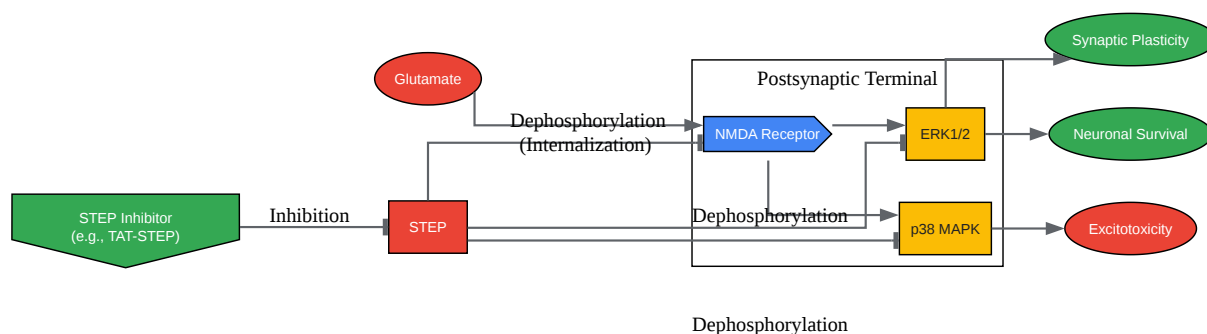 Synaptic Plasticity
Glutamate
Postsynaptic Terminal
Dephosphorylation
(Internalization)
NMDA Receptor
ERK1/2
Neuronal Survival
STEP Inhibitor
(e.g., TAT-STEP)
Inhibition
STEP
Dephosphorylation
p38 MAPK
Excitotoxicity
Dephosphorylation